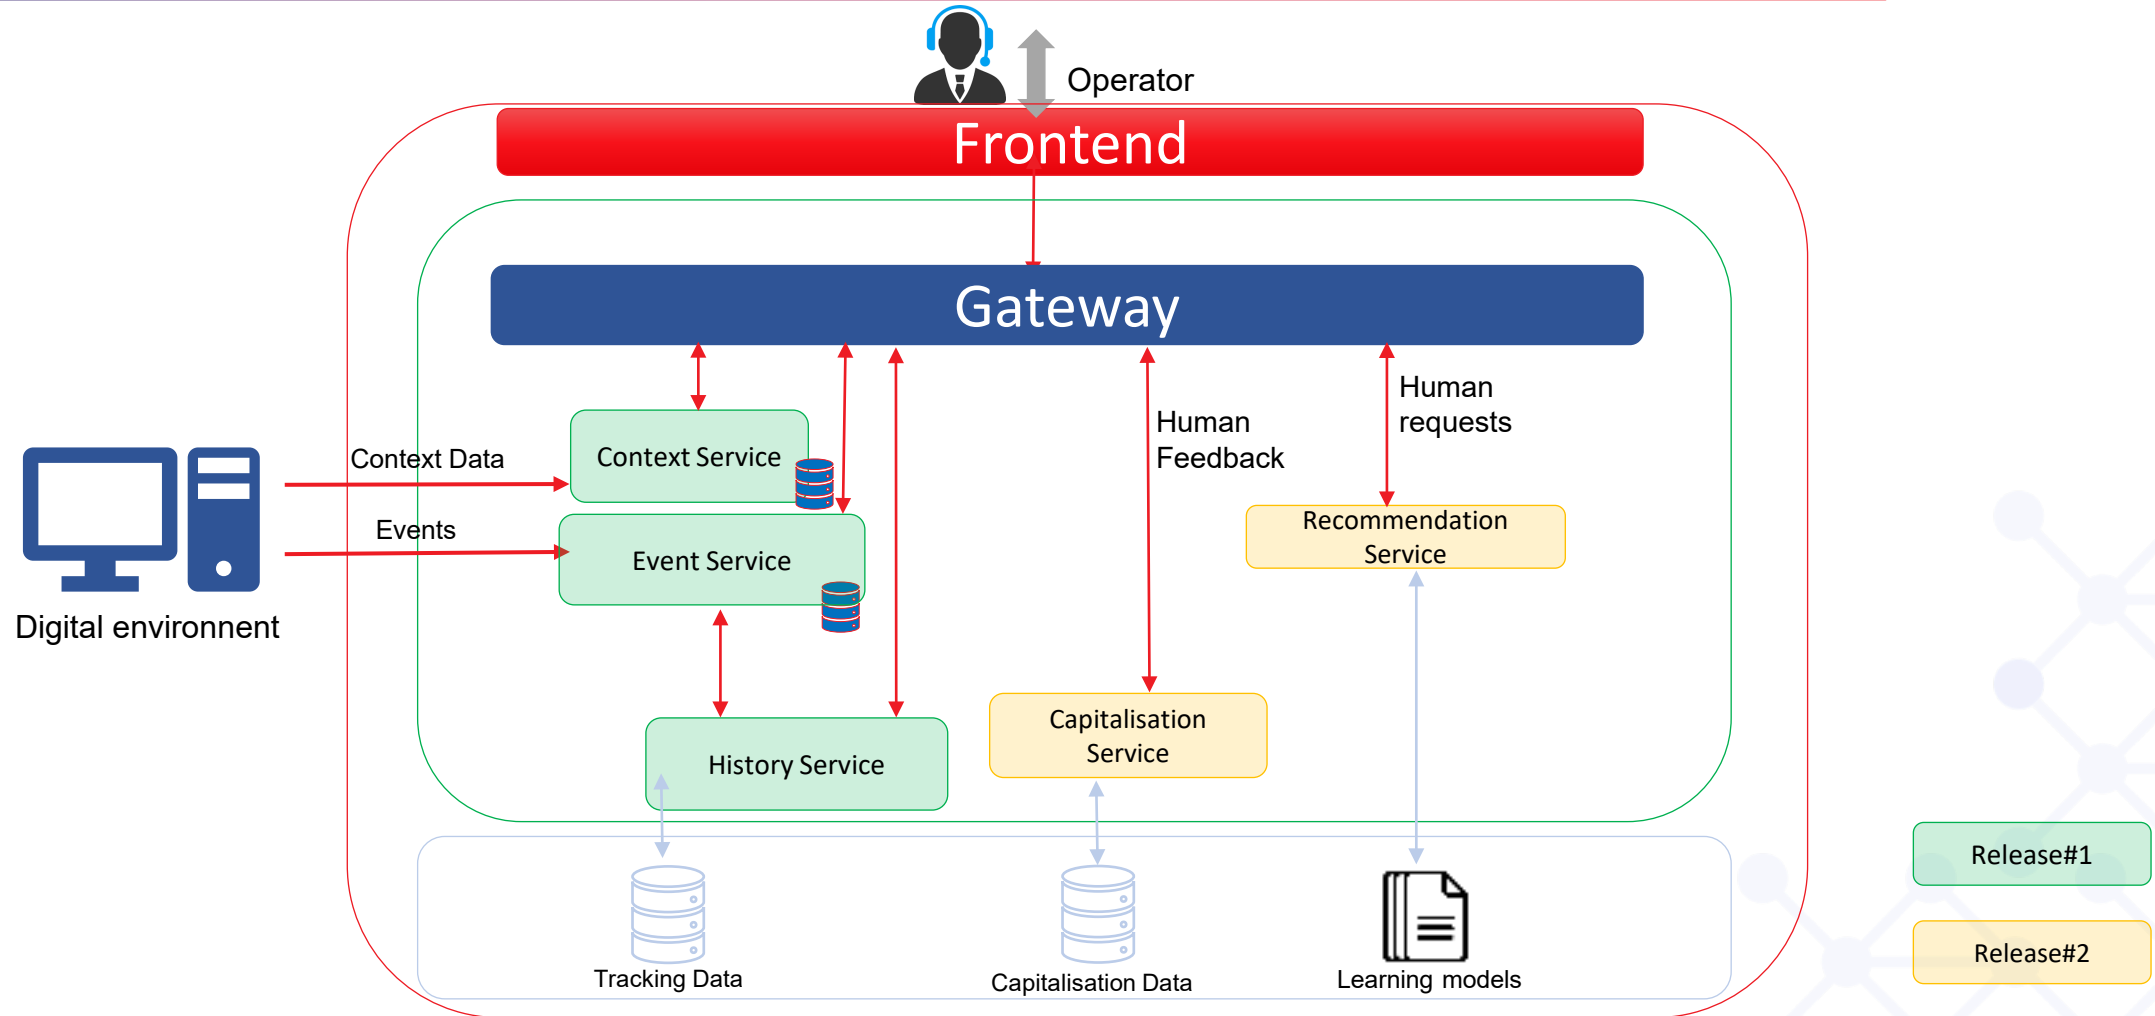 Operator
Frontend
Gateway
Human
requests
Human
Feedback
Context Data
Context Service
Events
Event Service
Recommendation
Service
Digital environnent
Capitalisation
Service
History Service
Release#1
Release#2
Tracking Data
Capitalisation Data
Learning models